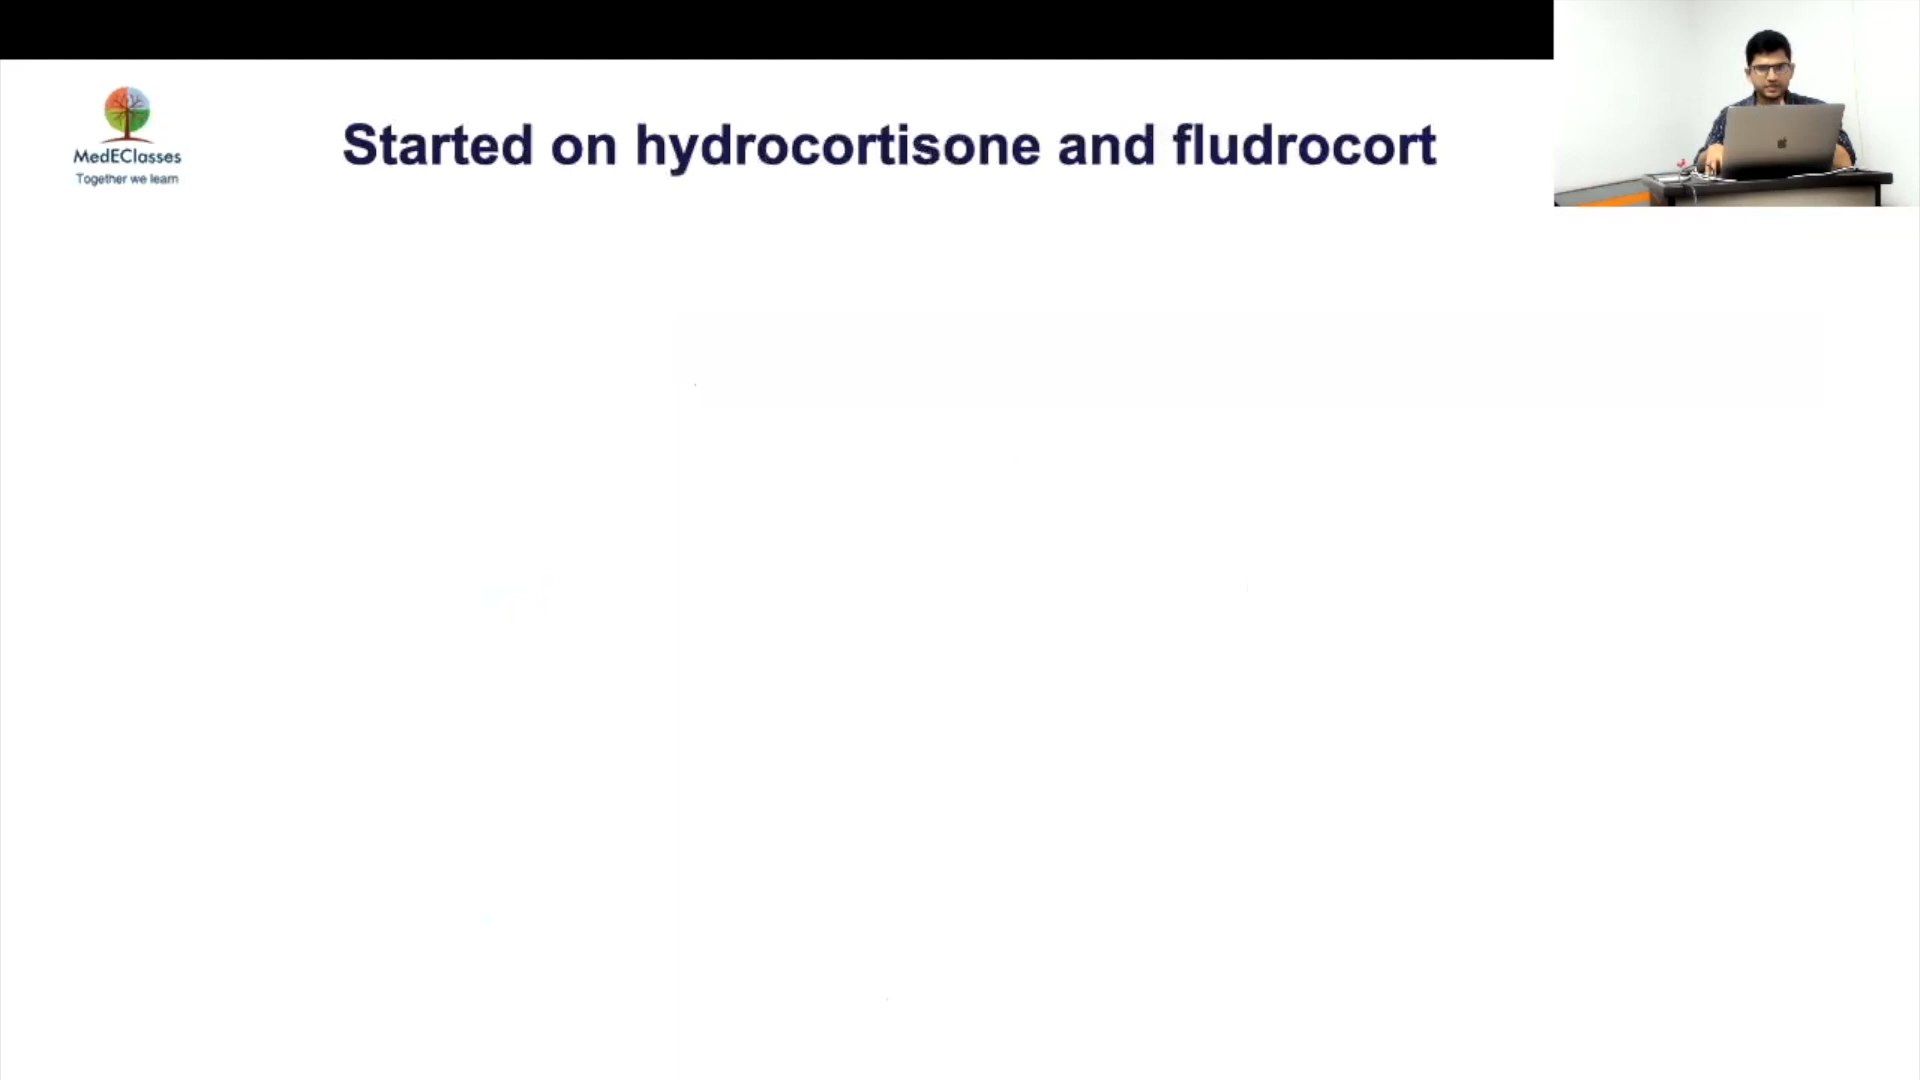 MedEClasses
Together we learn
Started on hydrocortisone and fludrocort